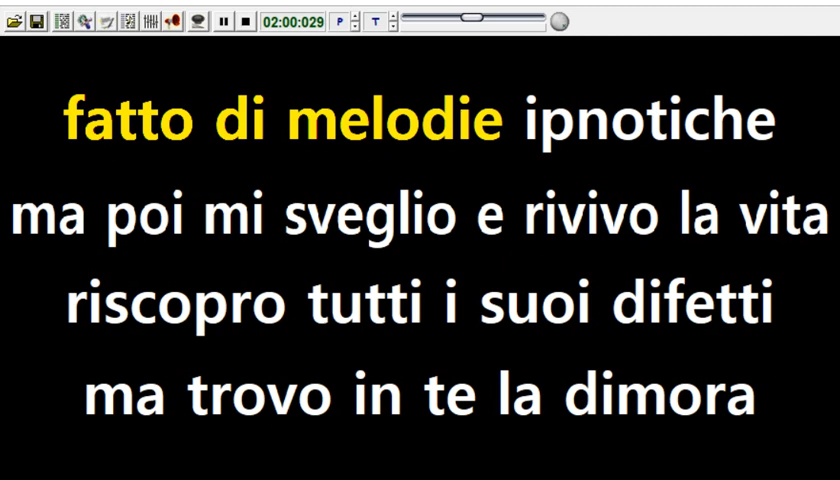 02:00:029 P T
fatto di melodie ipnotiche
ma poi mi sveglio e rivivo la vita
riscopro tutti i suoi difetti
ma trovo in te la dimora